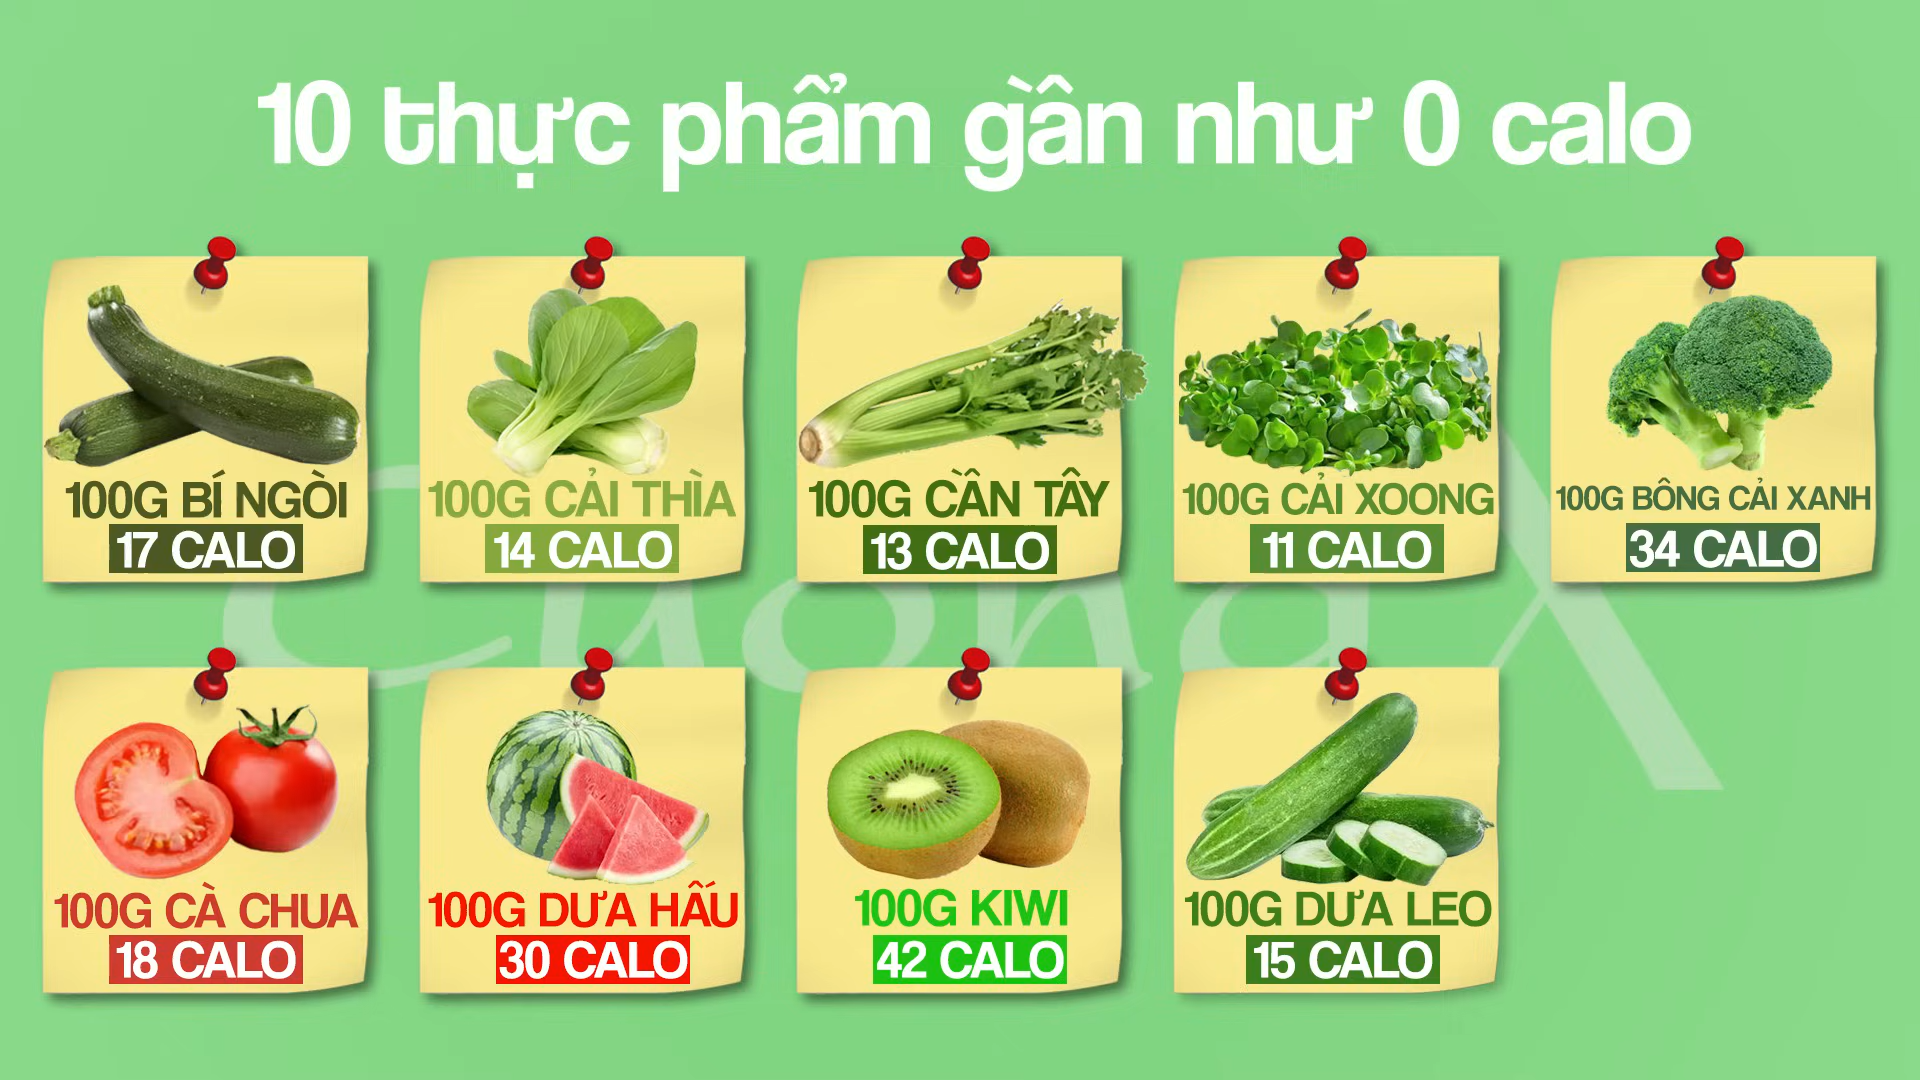 10 thực phẩm gần như 0 calo
100G BÍ NGÒI
17 CALO
100G CẢI THÌA
14 CALO
100G CẦN TÂY
13 CALO
100G CẢI XOONG
11 CALO
100G BÔNG CẢI XANH
34 CALO
100G CÀ CHUA
18 CALO
100G DƯA HẤU
30 CALO
100G KIWI
42 CALO
100G DƯA LEO
15 CALO